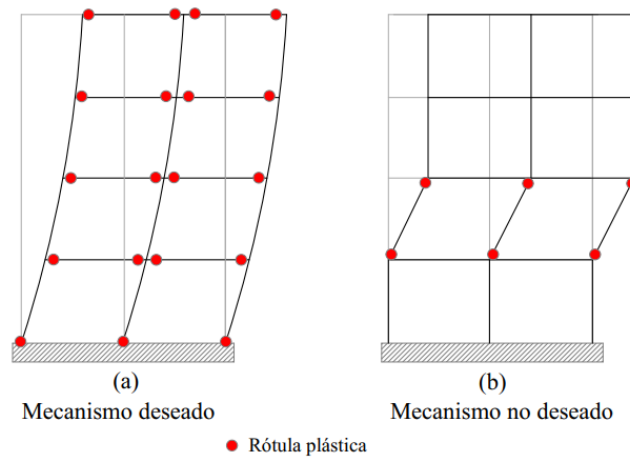 (a)
Mecanismo deseado
(b)
Mecanismo no deseado
Rótula plástica